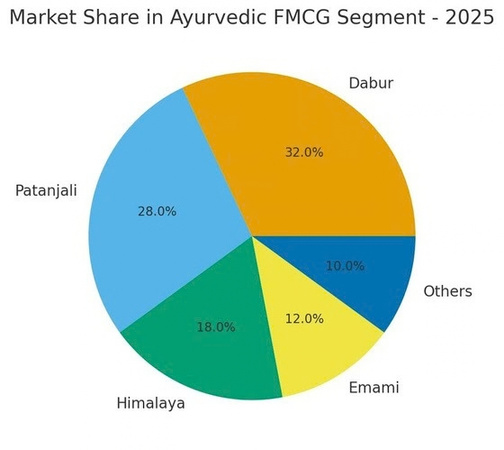 Market Share in Ayurvedic FMCG Segment - 2025
Dabur
32.0%
Patanjali
28.0%
18.0%
Himalaya
12.0%
Emami
10.0%
Others